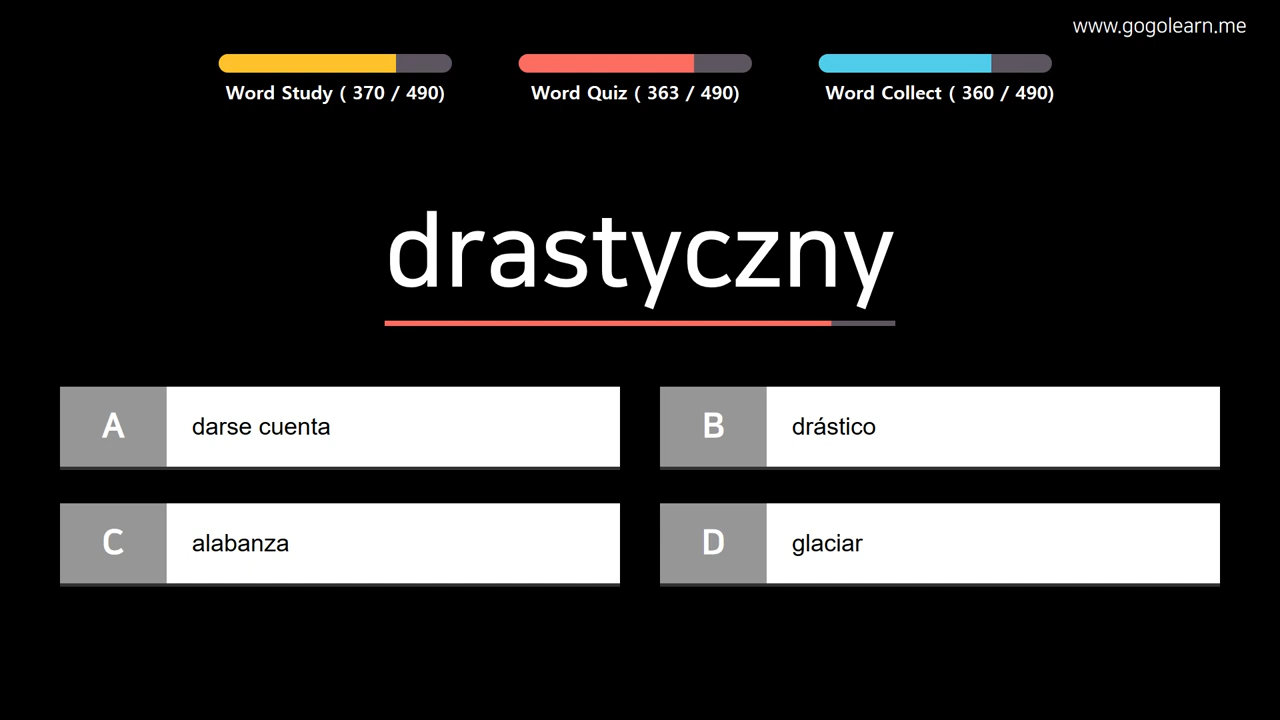 www.gogolearn.me
Word Study ( 370 / 490)
Word Quiz ( 363 / 490)
Word Collect ( 360 / 490)
drastyczny
A darse cuenta
B drástico
C alabanza
D glaciar